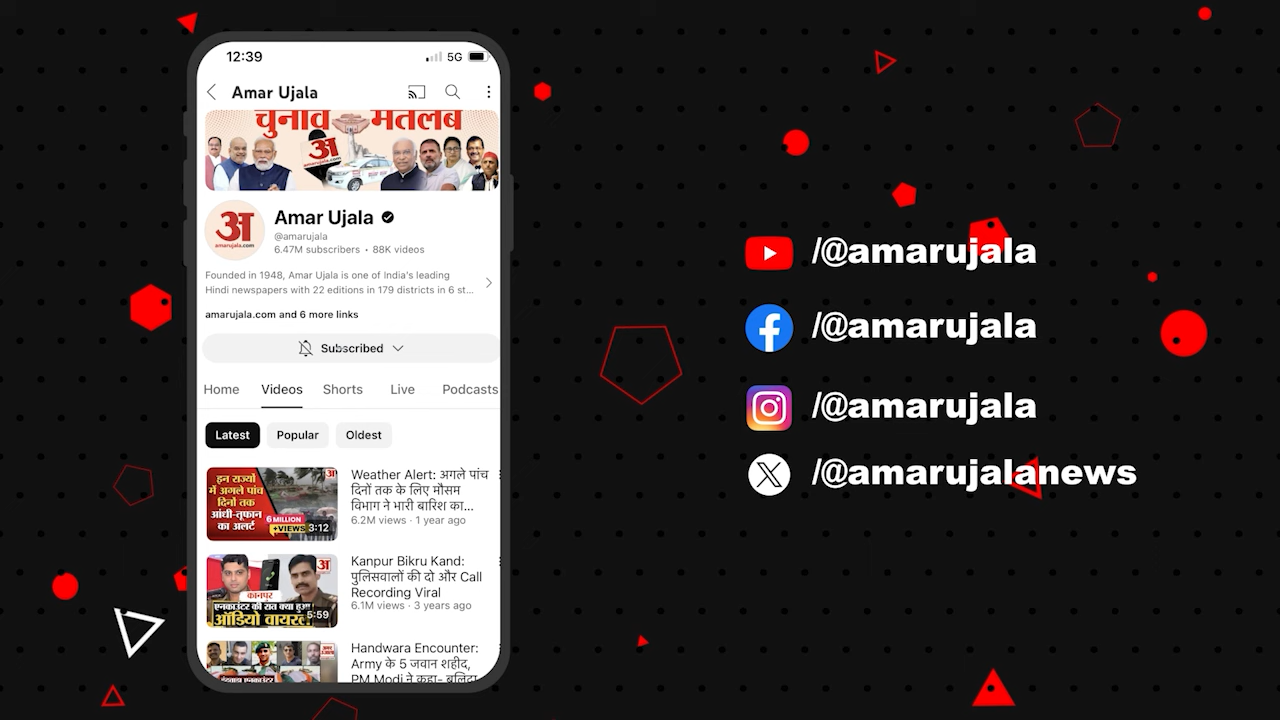 12:39
5G
Amar Ujala
चुनाव मतलब
अ
amarujala.com
अ
amarujala.com
Amar Ujala
@amarujala
6.47M subscribers • 88K videos
Founded in 1948, Amar Ujala is one of India's leading
Hindi newspapers with 22 editions in 179 districts in 6 st...
amarujala.com and 6 more links
Subscribed
Home Videos Shorts Live Podcasts
Latest Popular Oldest
हन राज्यों
में अगले पांच
दिनों तक
आंधी-तूफान
का अलर्ट
6 MILLION
+VIEWS
अ
3:12
Weather Alert: अगले पांच
दिनों तक के लिए मौसम
विभाग ने भारी बारिश का...
6.2M views · 1 year ago
अ
कानपुर
एनकाउंटर की रात क्या हुआ
ऑडियो वायरल
5:59
Kanpur Bikru Kand:
पुलिसवालों की दो और Call
Recording Viral
6.1M views · 3 years ago
Handwara Encounter:
Army के 5 जवान शहीद,
PM Modi ने कहा-
/@amarujala
/@amarujala
/@amarujala
/@amarujalanews